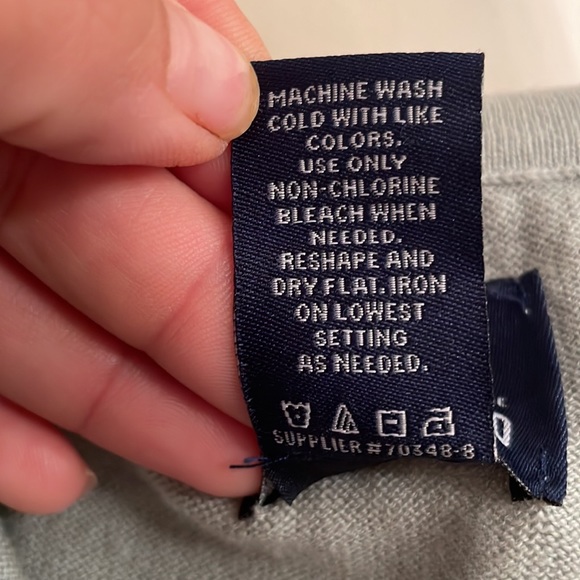 MACHINE WASH
COLD WITH LIKE
COLORS.
USE ONLY
NON-CHLORINE
BLEACH WHEN
NEEDED.
RESHAPE AND
DRY FLAT. IRON
ON LOWEST
SETTING
AS NEEDED.
SUPPLIER #70348-8